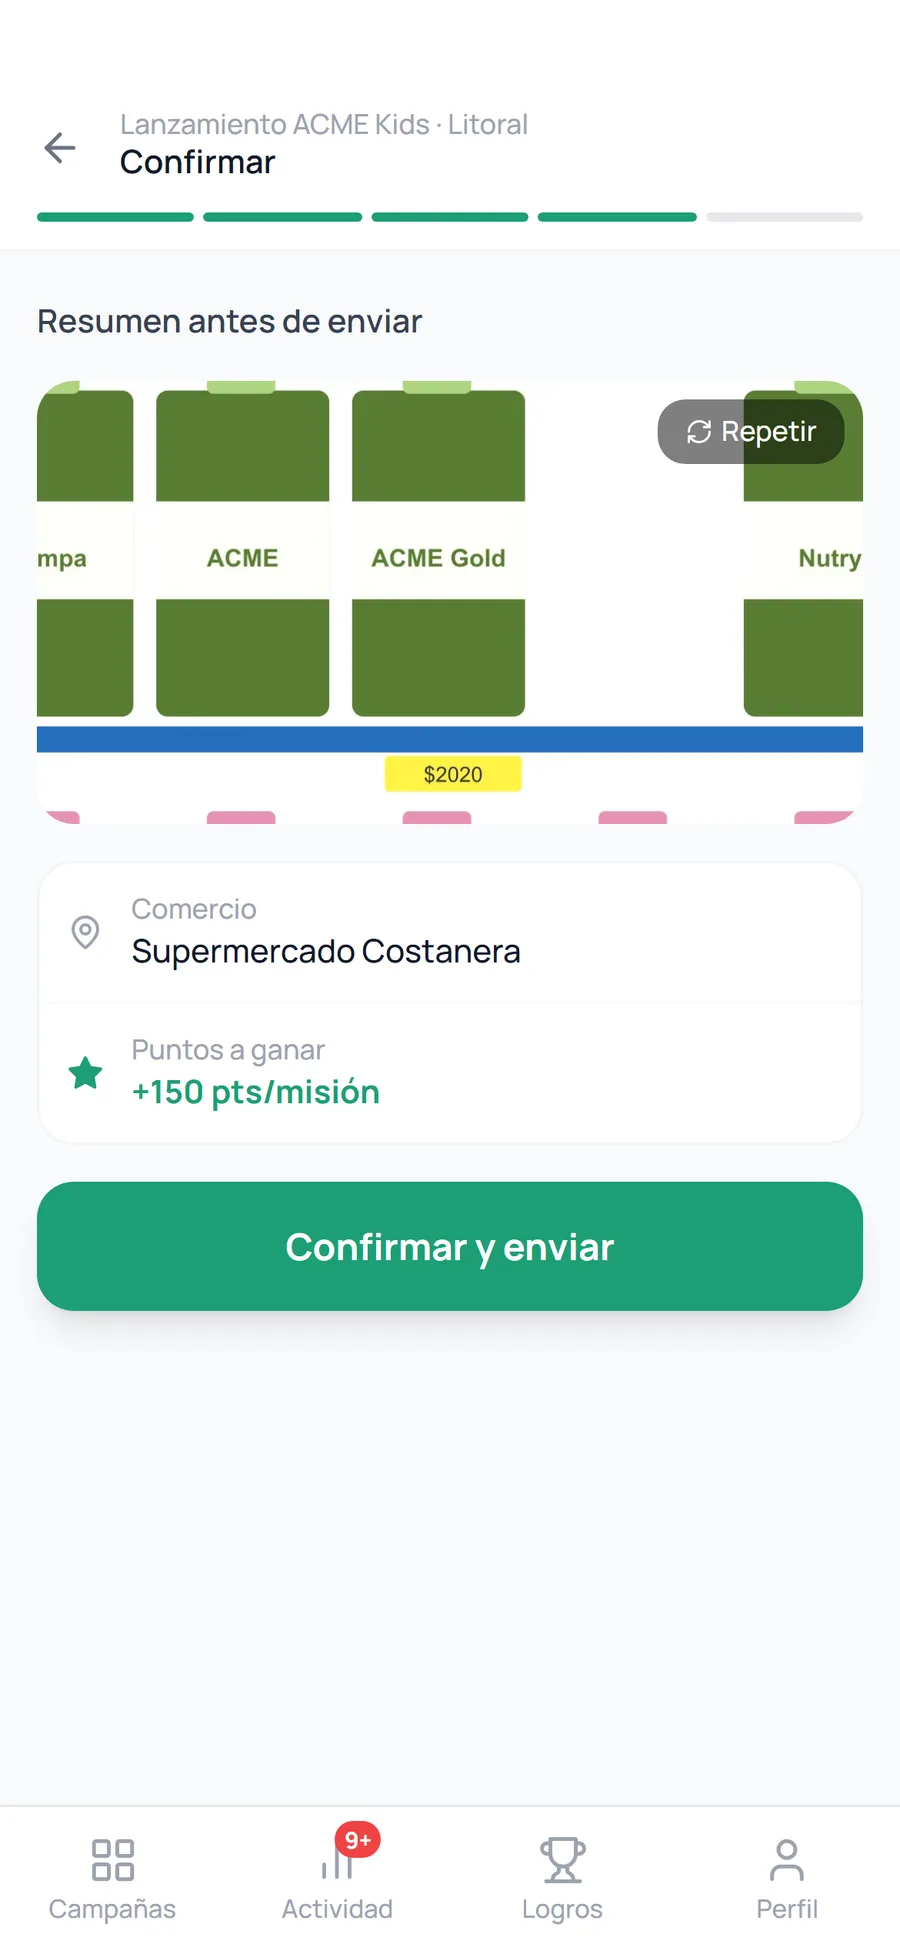 Lanzamiento ACME Kids · Litoral
Confirmar
Resumen antes de enviar
Repetir
mpa
ACME
ACME Gold
Nutry
$2020
Comercio
Supermercado Costanera
Puntos a ganar
+150 pts/misión
Confirmar y enviar
9+
Campañas
Actividad
Logros
Perfil